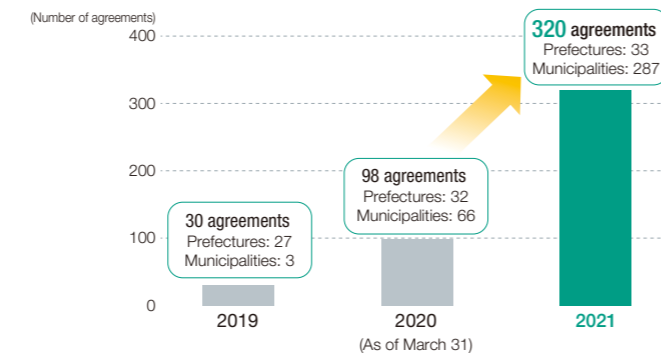 (Number of agreements)
400
300
200
100
0
30 agreements
Prefectures: 27
Municipalities: 3
98 agreements
Prefectures: 32
Municipalities: 66
320 agreements
Prefectures: 33
Municipalities: 287
2019
2020
2021
(As of March 31)